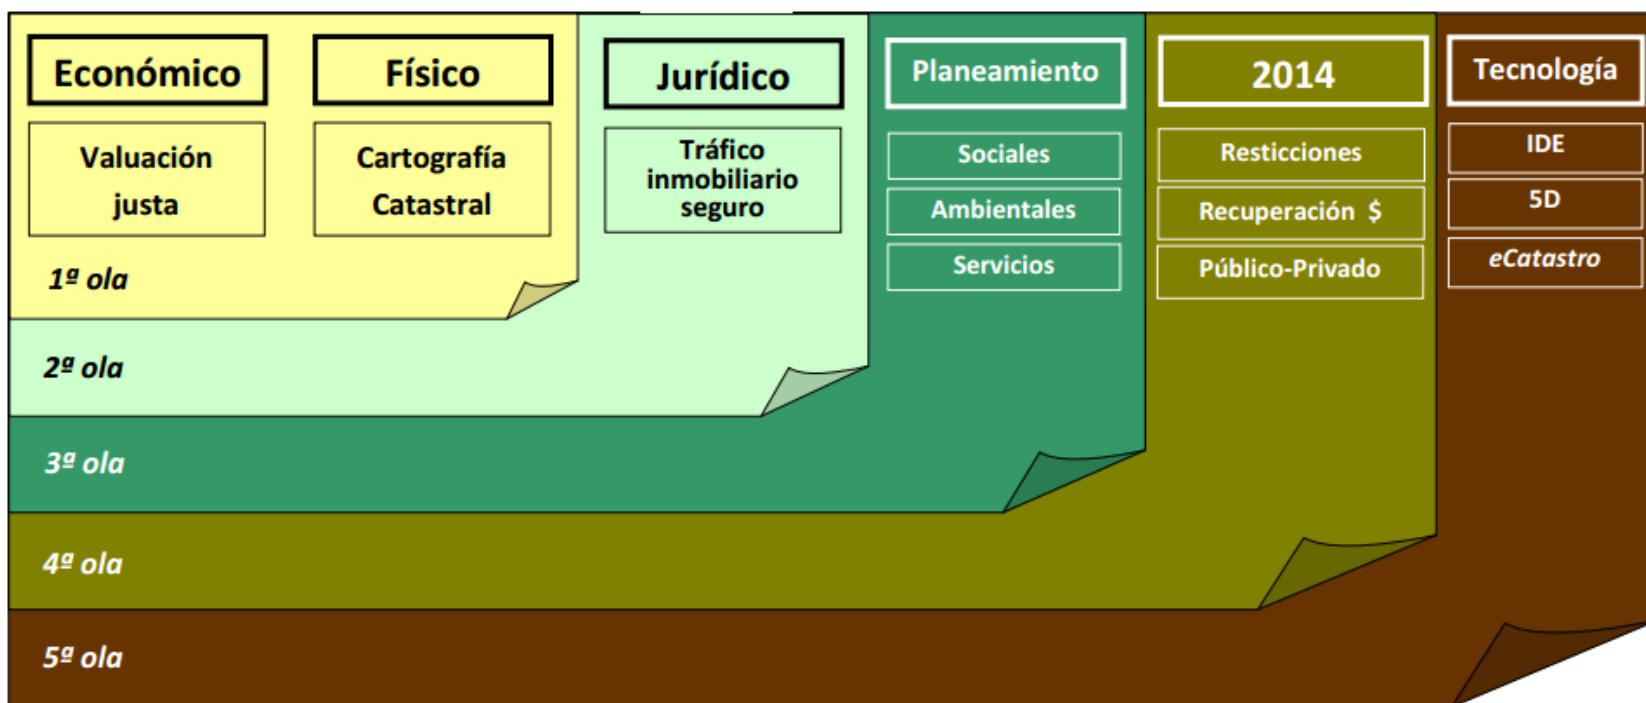 Económico
Valuación
justa
Físico
Cartografía
Catastral
1ª ola
Jurídico
Tráfico
inmobiliario
seguro
2ª ola
Planeamiento
Sociales
Ambientales
Servicios
3ª ola
2014
Resticciones
Recuperación $
Público-Privado
4ª ola
Tecnología
IDE
5D
eCatastro
5ª ola